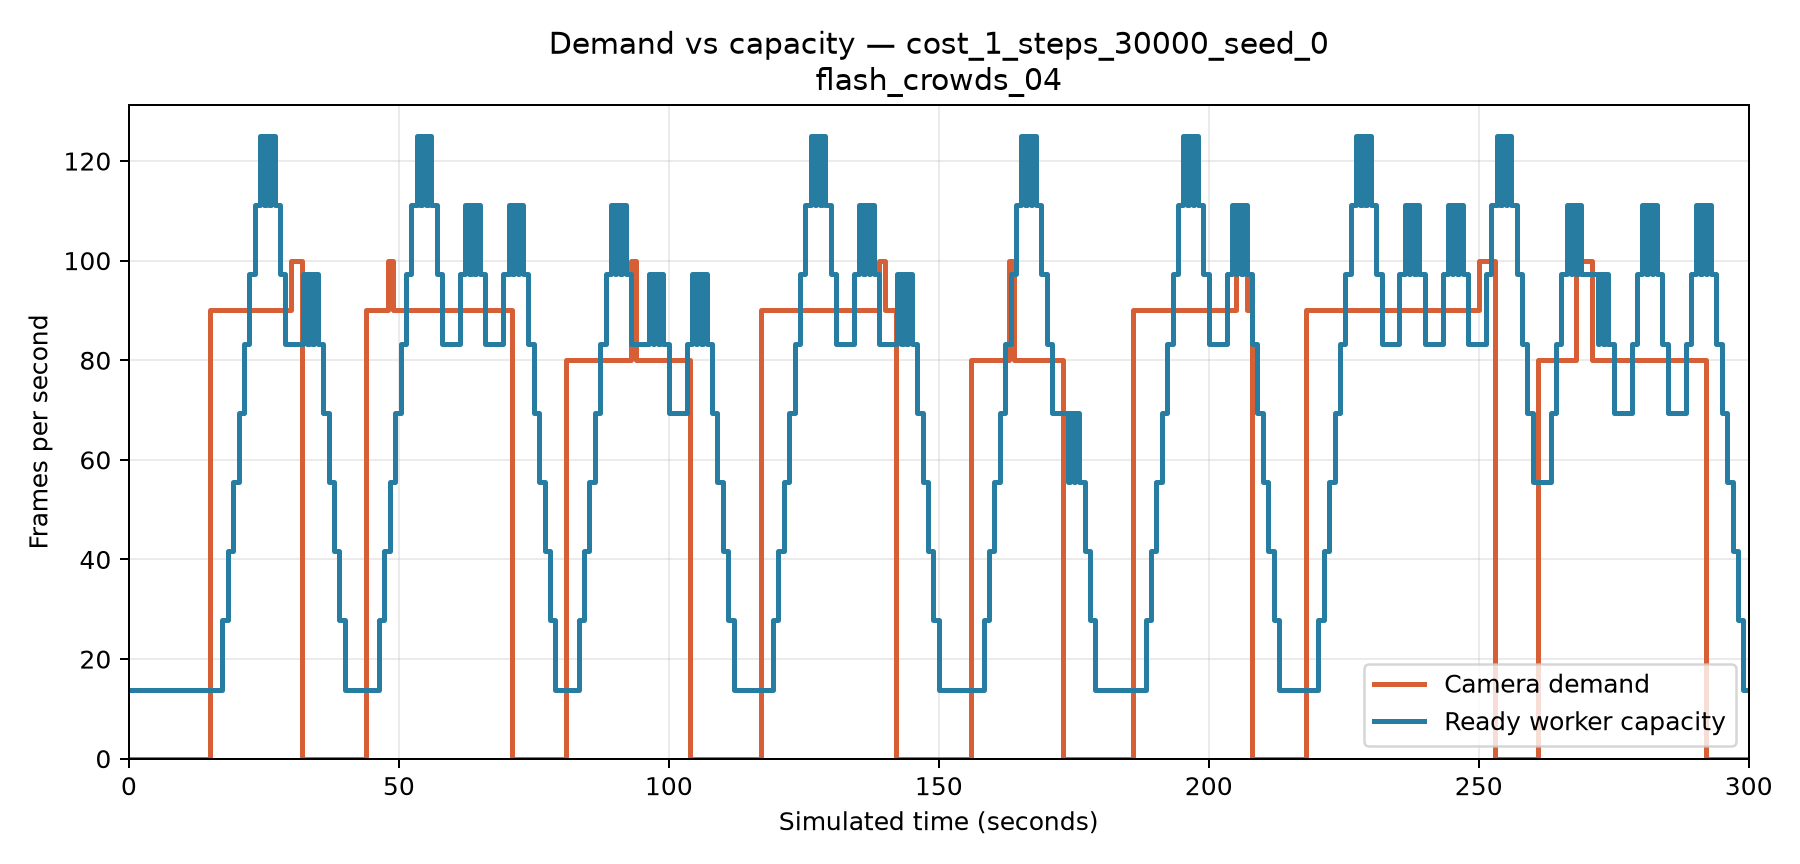 Demand vs capacity — cost_1_steps_30000_seed_0
flash_crowds_04
Frames per second
120
100
80
60
40
20
0
0 50 100 150 200 250 300
Simulated time (seconds)
Camera demand
Ready worker capacity